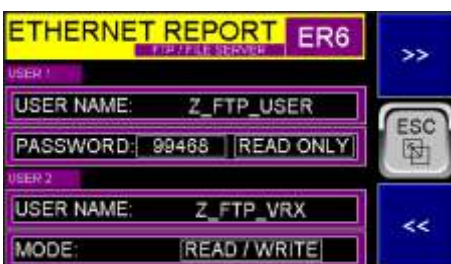 ETHERNET REPORT
ER6
FTP / FILE SERVER
>>
USER 1
USER NAME: Z_FTP_USER
PASSWORD: 99468 READ ONLY
ESC
USER 2
USER NAME: Z_FTP_VRX
<<
MODE: READ / WRITE